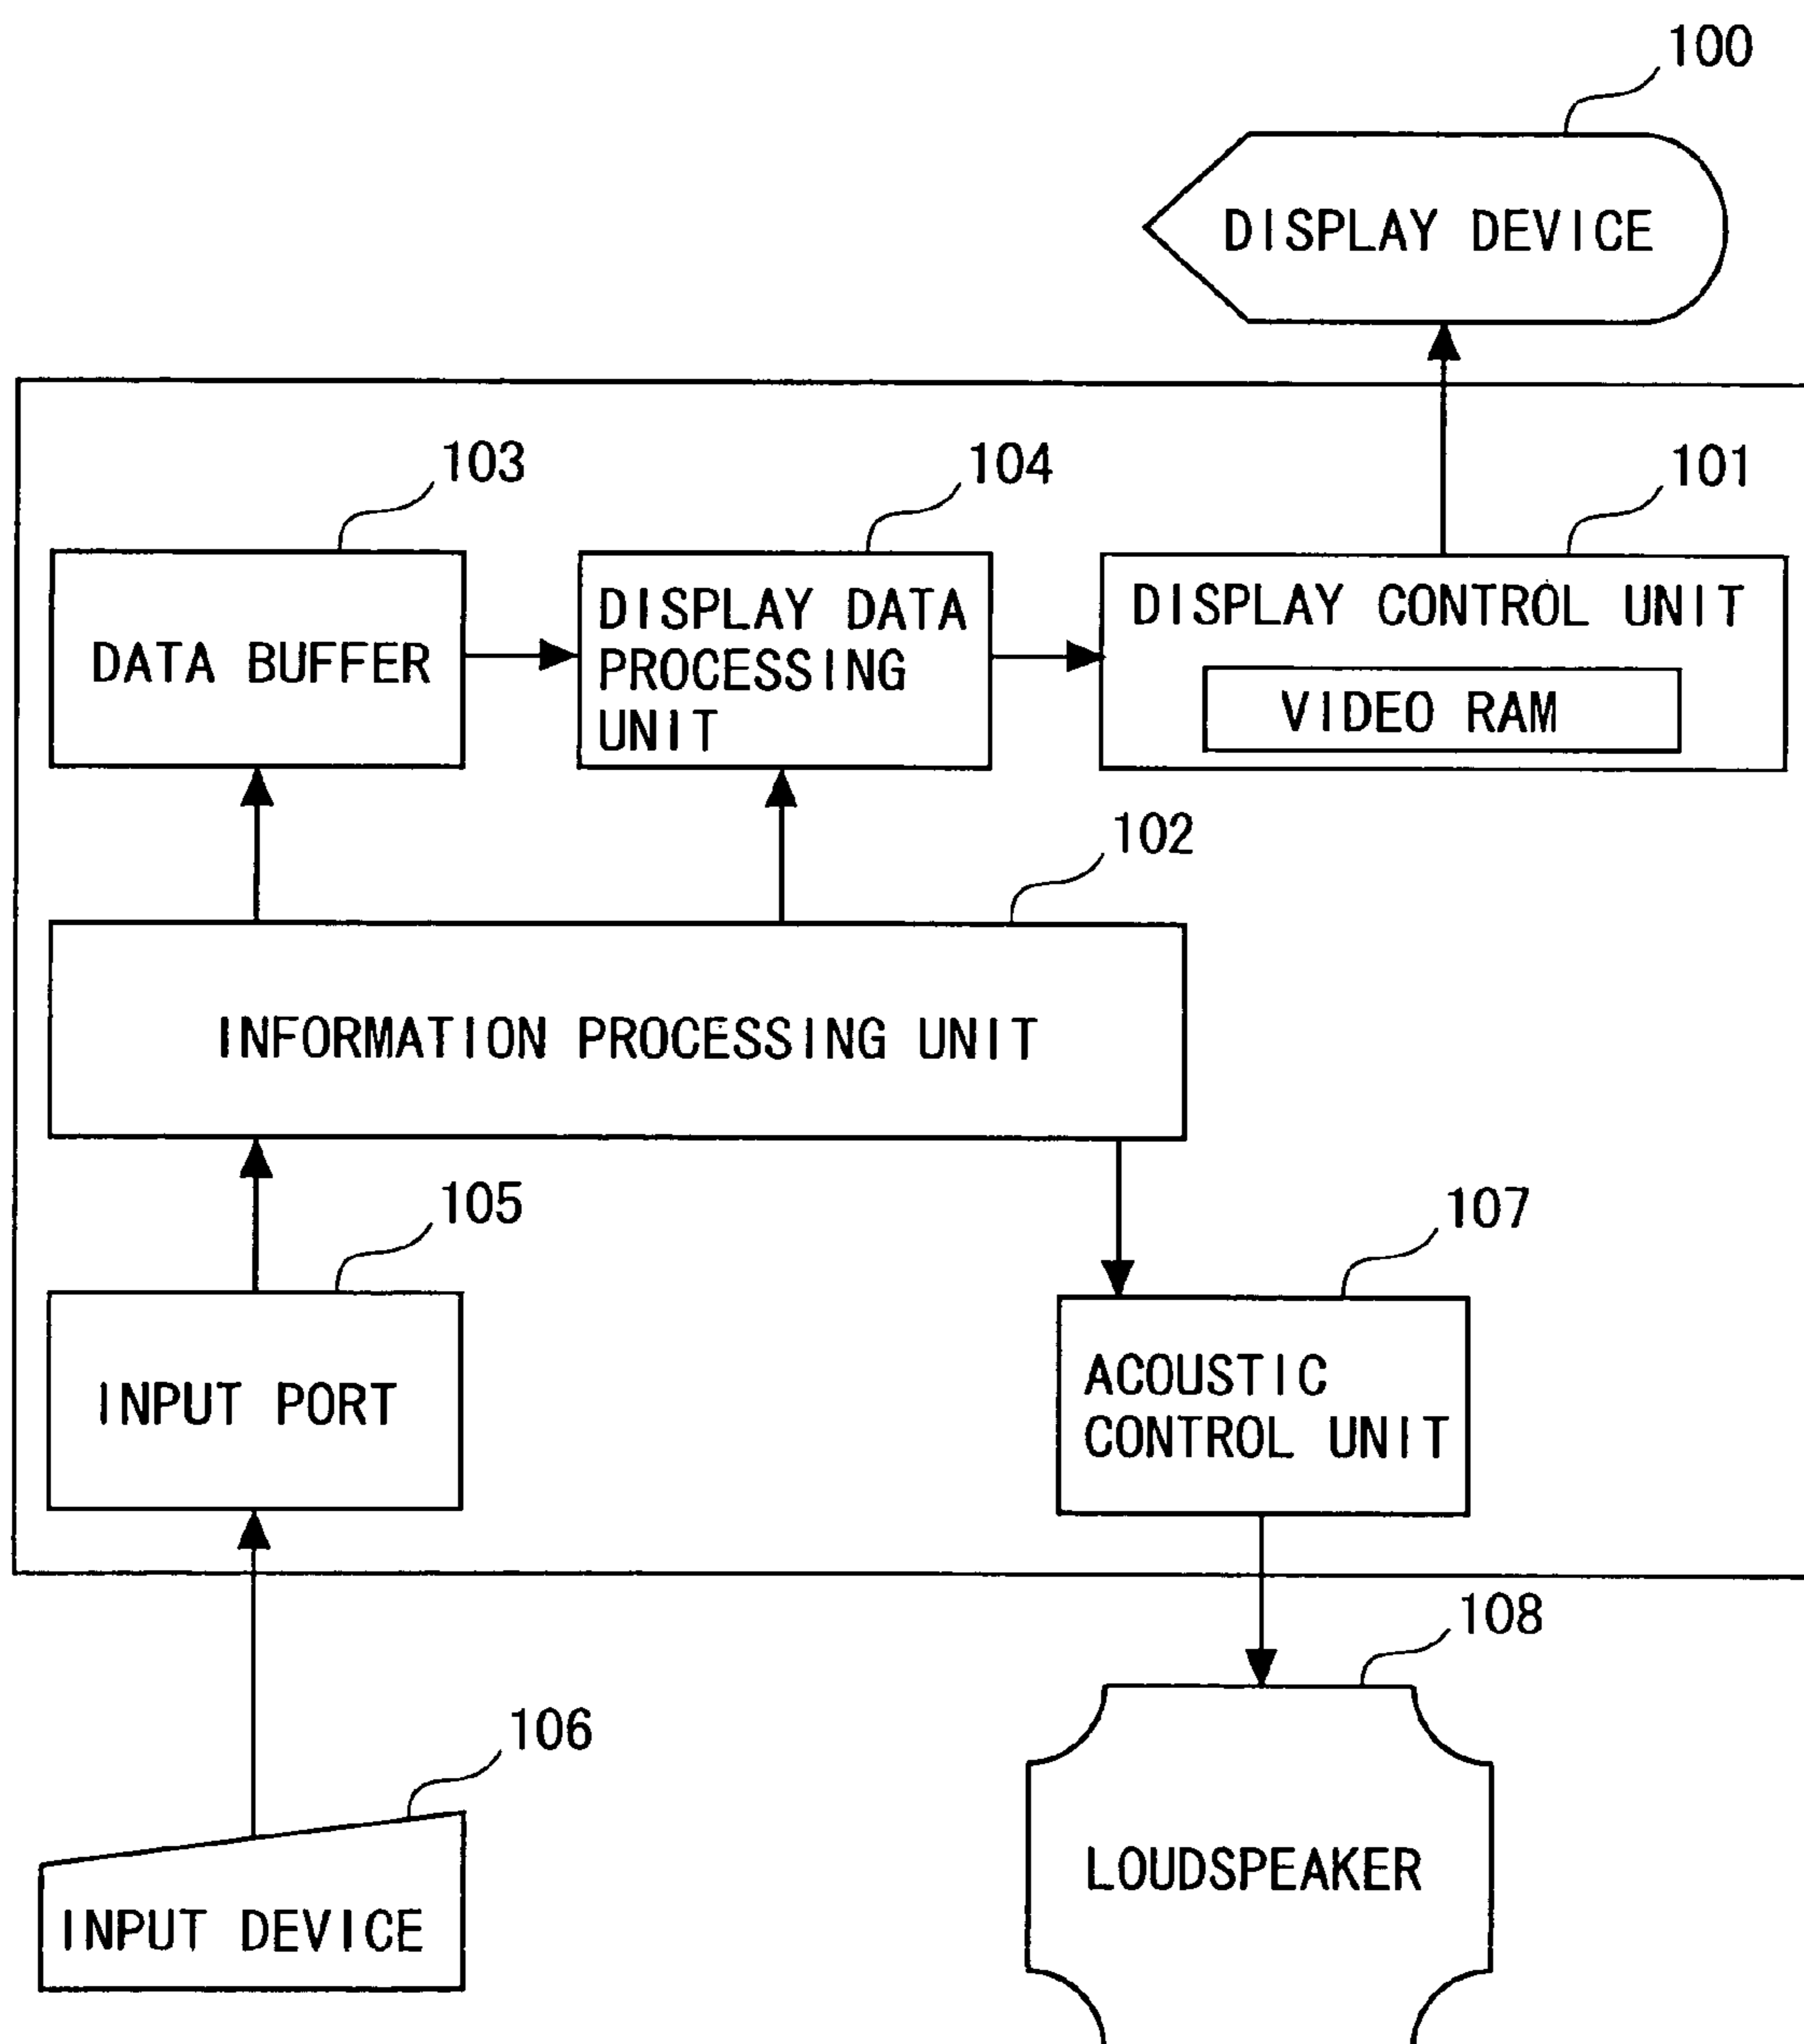 100
DISPLAY DEVICE
103
104
101
DATA BUFFER
DISPLAY DATA
PROCESSING
UNIT
DISPLAY CONTROL UNIT
VIDEO RAM
102
INFORMATION PROCESSING UNIT
105
107
INPUT PORT
ACOUSTIC
CONTROL UNIT
108
106
LOUDSPEAKER
INPUT DEVICE